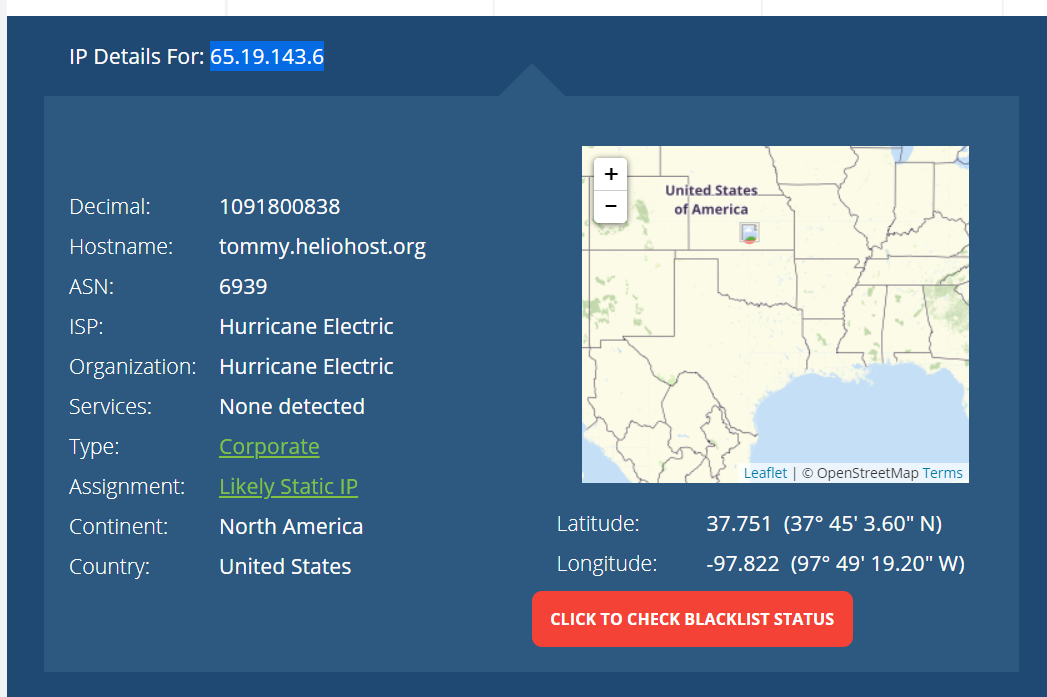 IP Details For: 65.19.143.6
Decimal: 1091800838
Hostname: tommy.heliohost.org
ASN: 6939
ISP: Hurricane Electric
Organization: Hurricane Electric
Services: None detected
Type: Corporate
Assignment: Likely Static IP
Continent: North America
Country: United States
+
−
United States
of America
Leaflet | © OpenStreetMap Terms
Latitude: 37.751 (37° 45' 3.60" N)
Longitude: -97.822 (97° 49' 19.20" W)
CLICK TO CHECK BLACKLIST STATUS